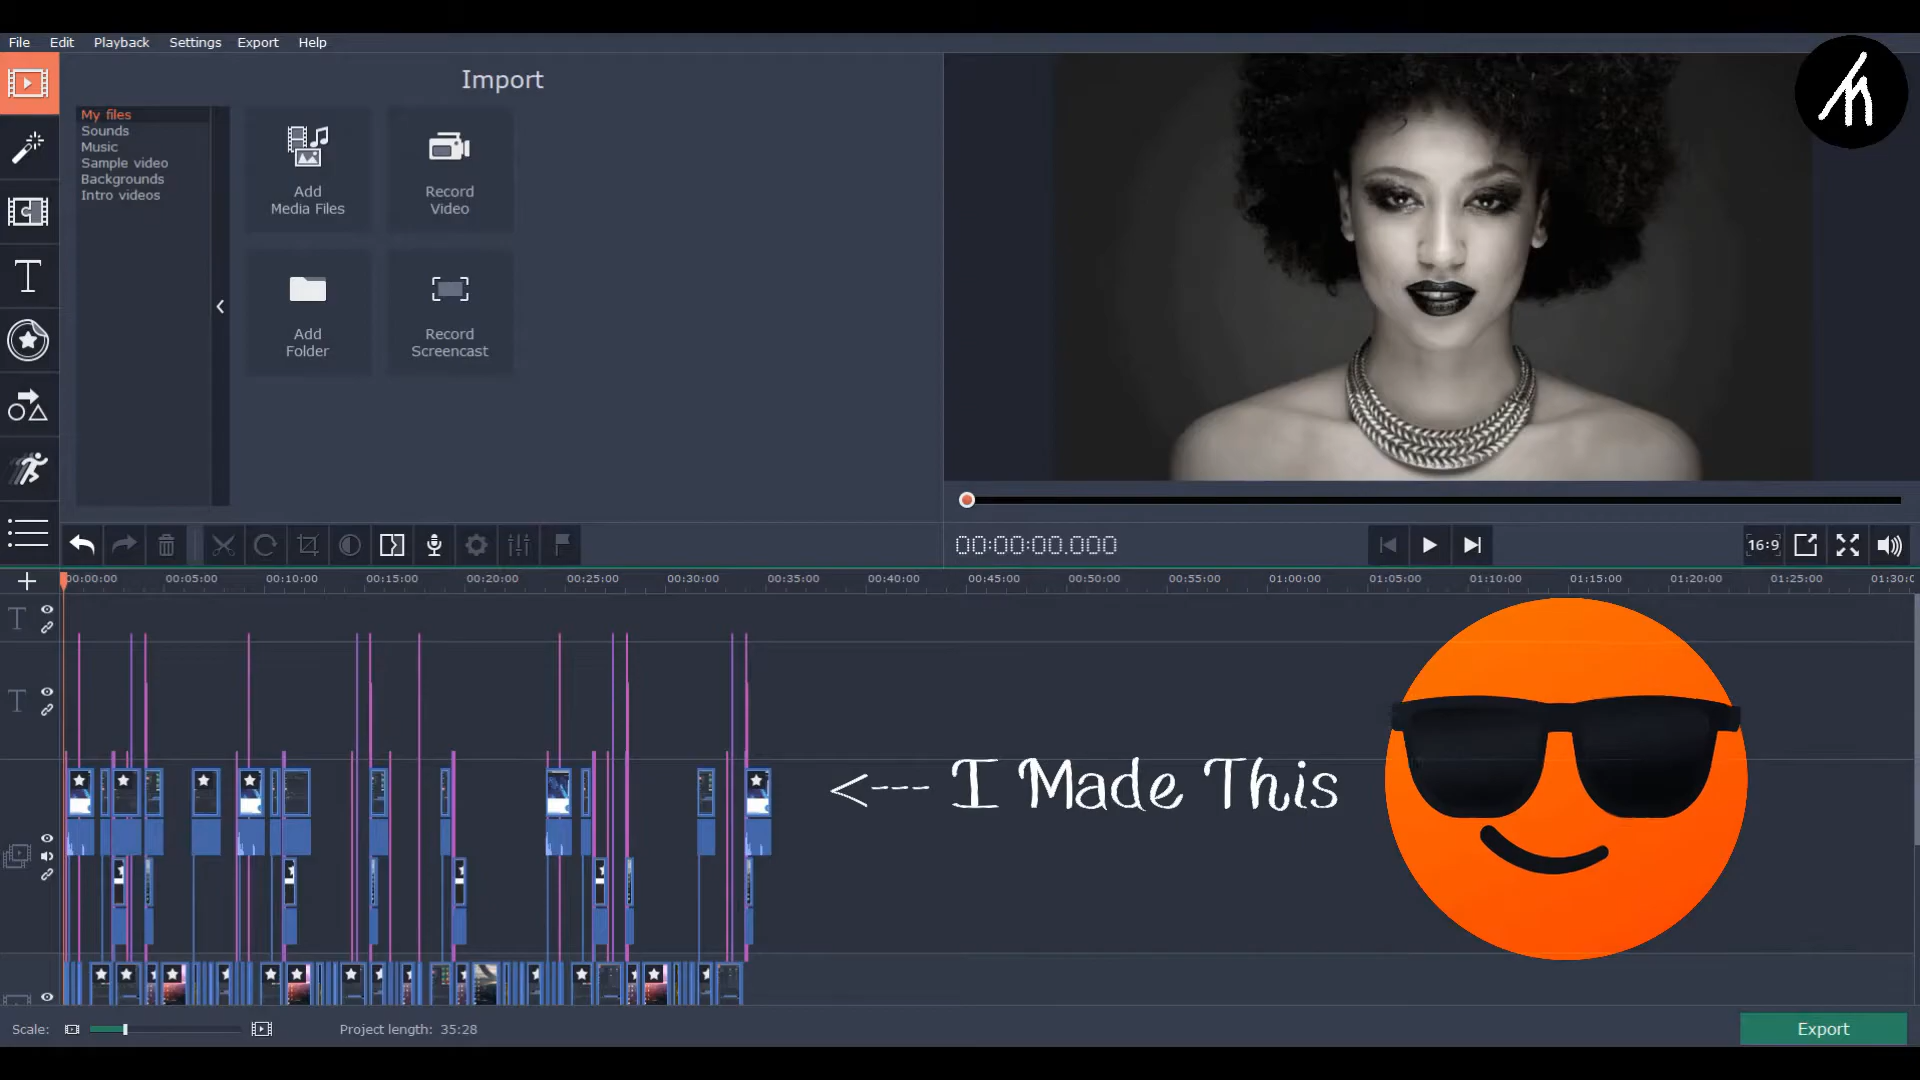 File Edit Playback Settings Export Help
Import
My files
Sounds
Music
Sample video
Backgrounds
Intro videos
Add
Media Files
Record
Video
Add
Folder
Record
Screencast
00:00:00.000
16:9
00:00:00 00:05:00 00:10:00 00:15:00 00:20:00 00:25:00 00:30:00 00:35:00 00:40:00 00:45:00 00:50:00 00:55:00 01:00:00 01:05:00 01:10:00 01:15:00 01:20:00 01:25:00
<--- I Made This
Scale:
Project length: 35:28
Export